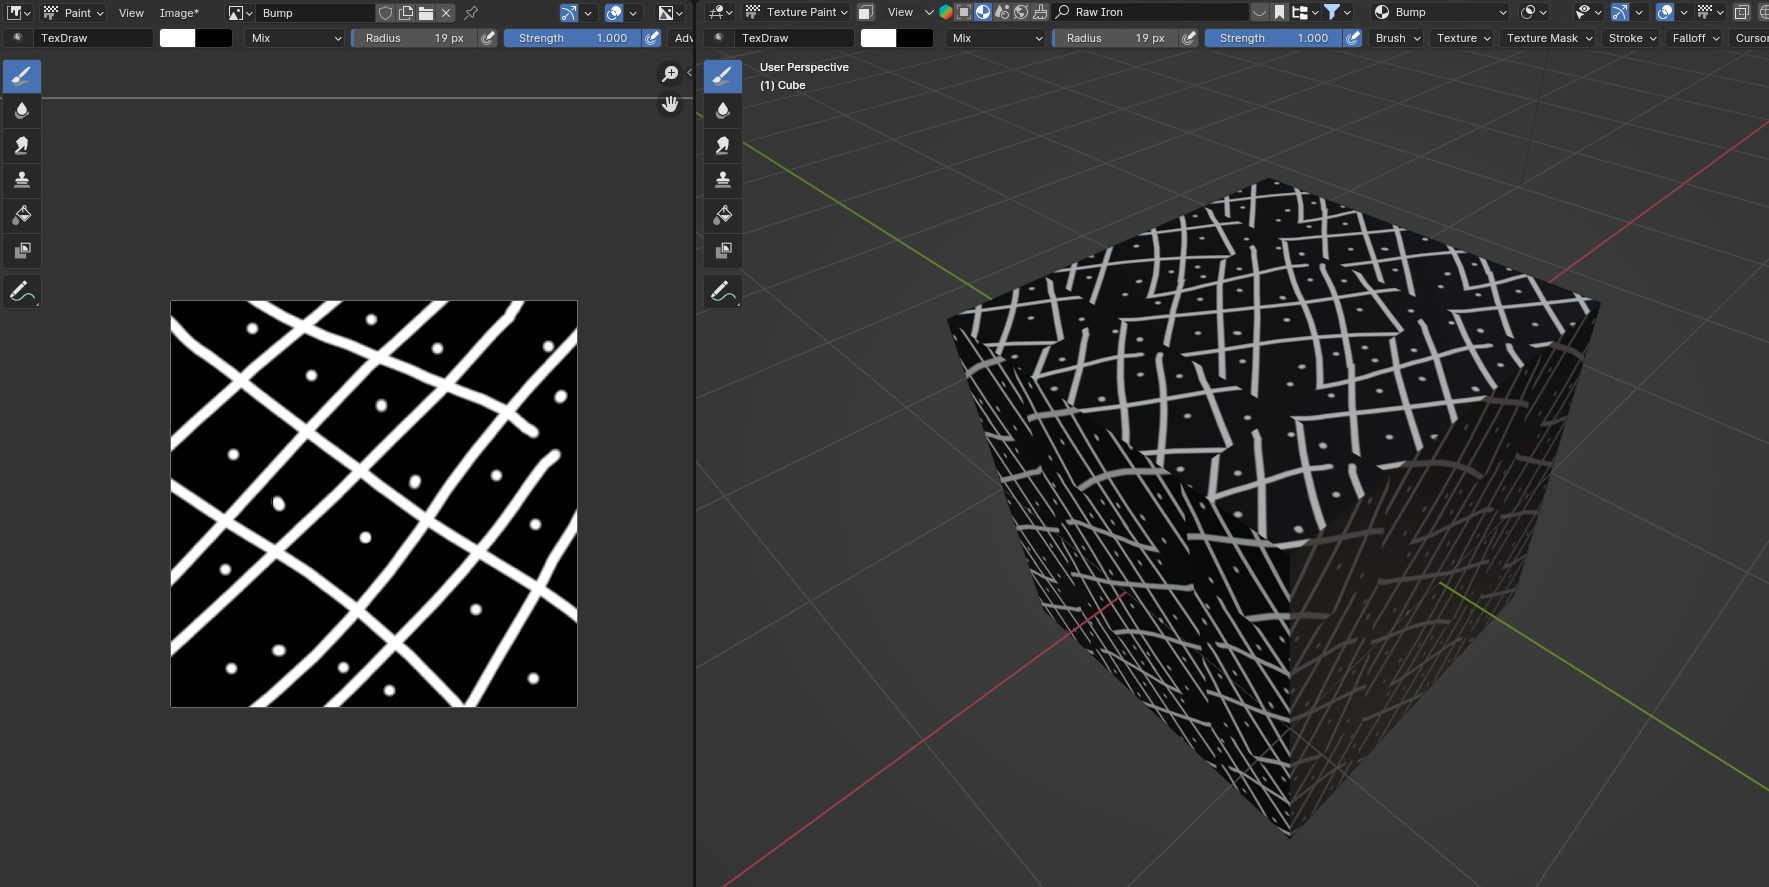 Paint View Image* Bump
TexDraw Mix Radius 19 px Strength 1.000 Adv
Texture Paint View Raw Iron Bump
TexDraw Mix Radius 19 px Strength 1.000 Brush Texture Texture Mask Stroke Falloff Cursor
User Perspective
(1) Cube